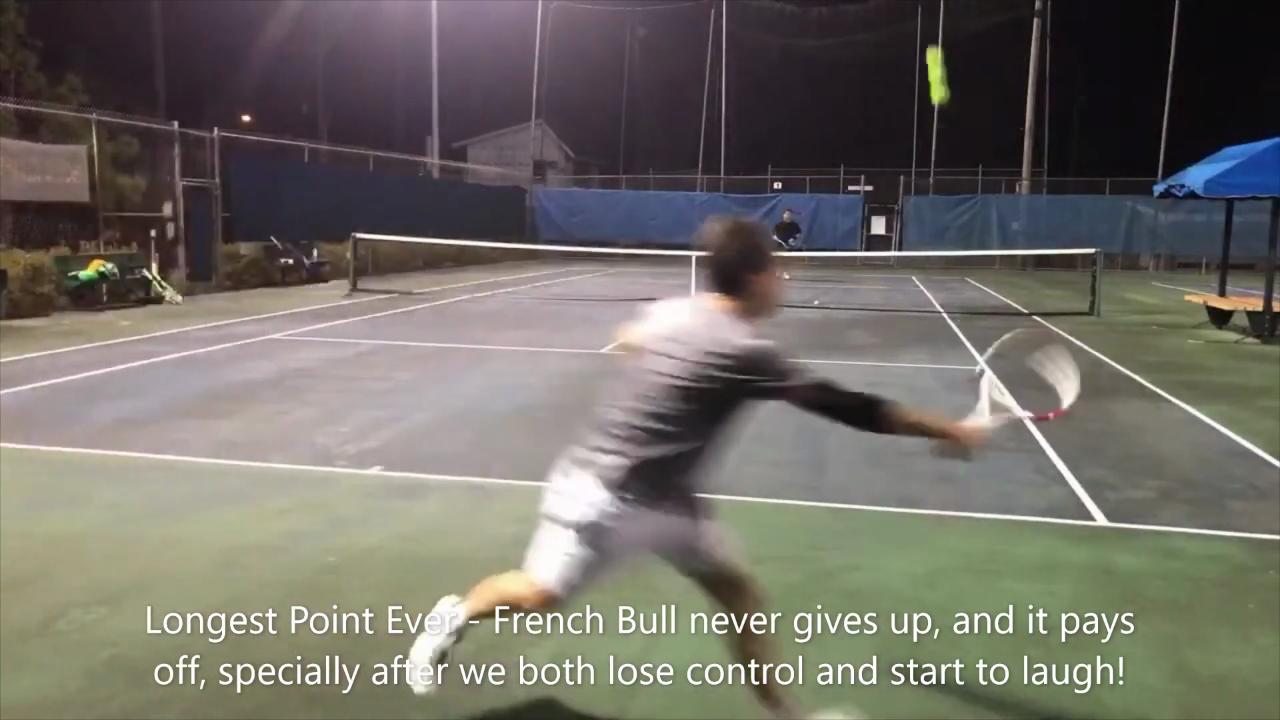 Longest Point Ever - French Bull never gives up, and it pays
off, specially after we both lose control and start to laugh!